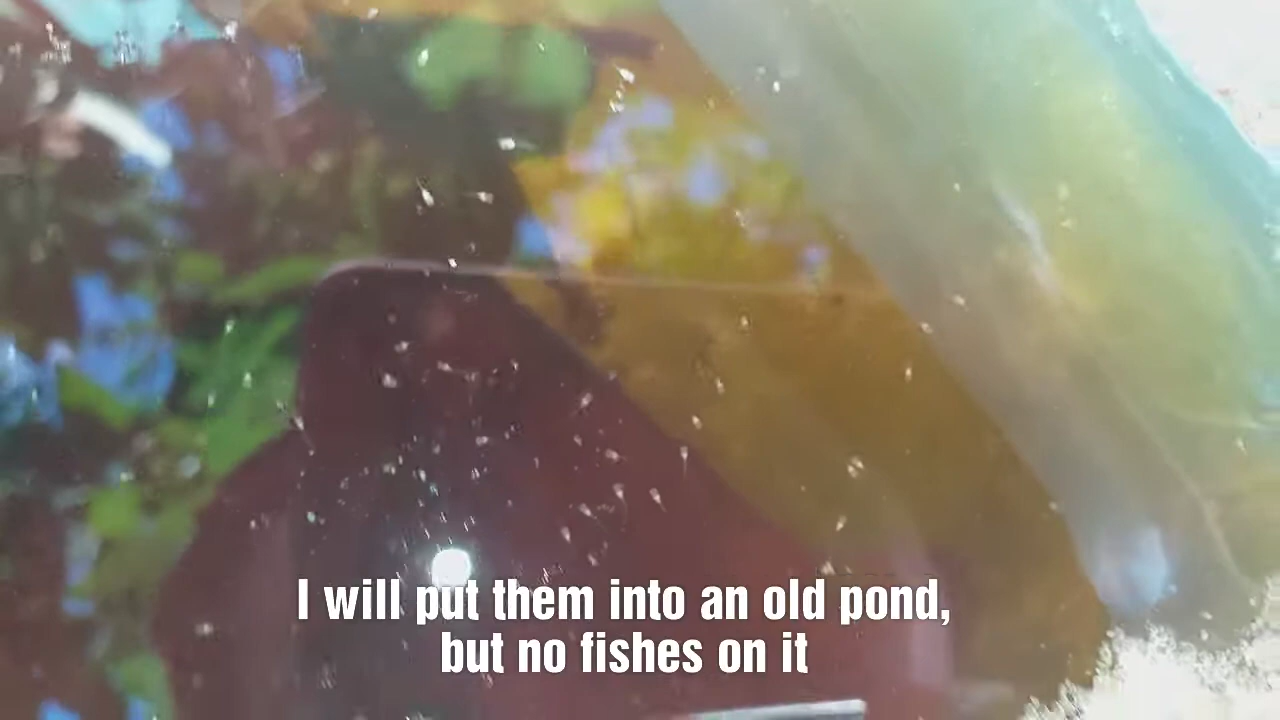 I will put them into an old pond,
but no fishes on it